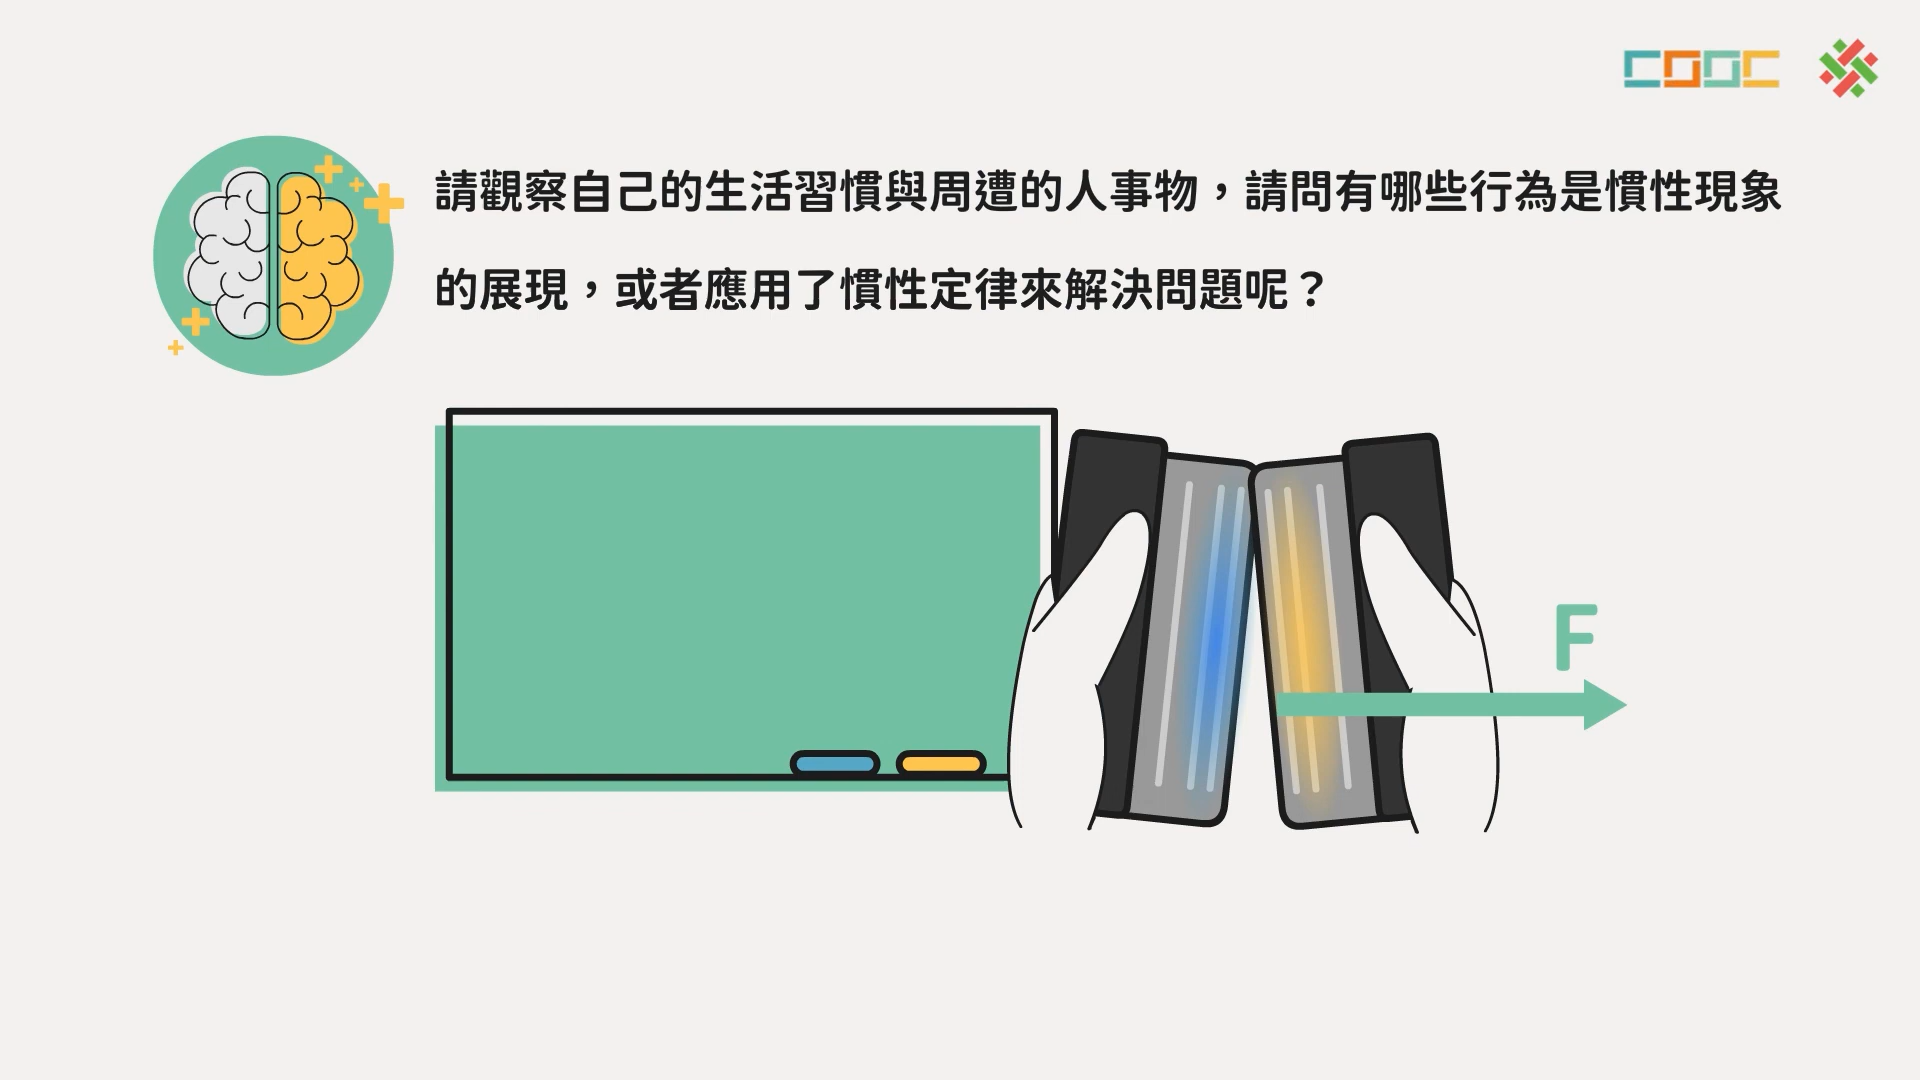 COOC
請觀察自己的生活習慣與周遭的人事物，請問有哪些行為是慣性現象
的展現，或者應用了慣性定律來解決問題呢？
F